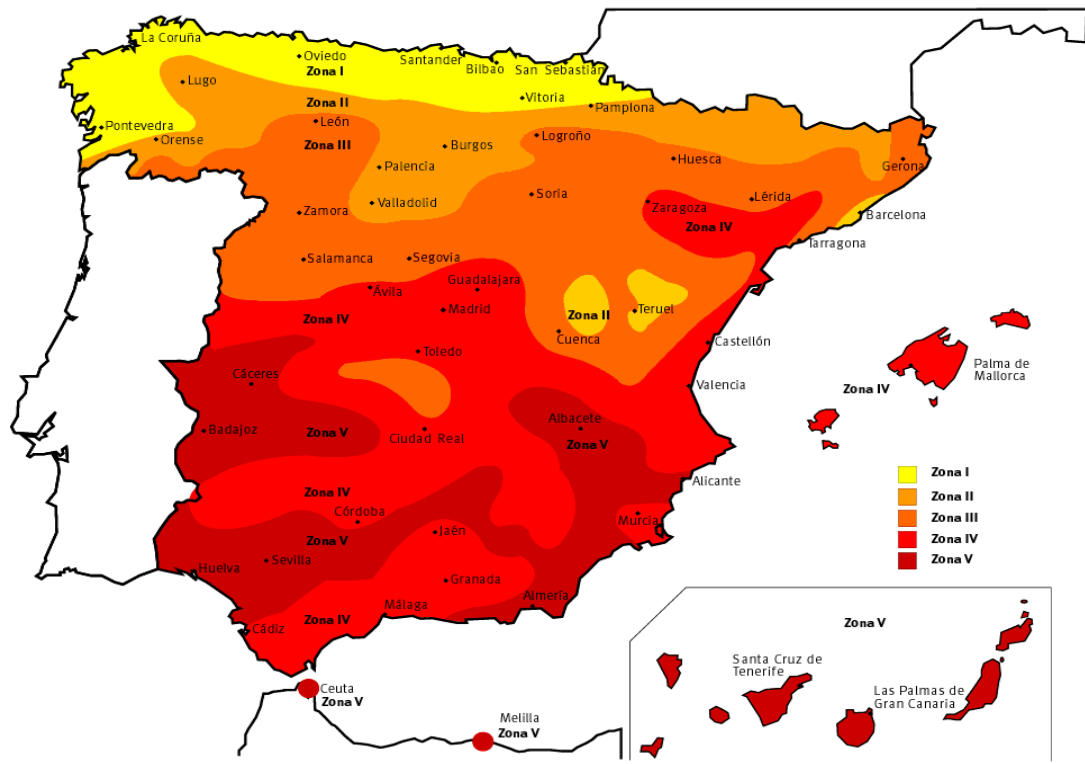 La Coruña
Oviedo
Santander
Bilbao
San Sebastián
Zona I
Lugo
Vitoria
Zona II
Pamplona
León
Pontevedra
Orense
Zona III
Burgos
Logroño
Huesca
Gerona
Palencia
Soria
Lérida
Valladolid
Zaragoza
Zamora
Barcelona
Zona IV
Tarragona
Salamanca
Segovia
Guadalajara
Ávila
Madrid
Zona II
Teruel
Zona IV
Cuenca
Castellón
Toledo
Palma de
Mallorca
Cáceres
Valencia
Zona IV
Albacete
Badajoz
Zona V
Ciudad Real
Zona V
Zona I
Alicante
Zona IV
Zona II
Córdoba
Murcia
Zona III
Jaén
Zona V
Zona IV
Sevilla
Zona V
Huelva
Granada
Almería
Málaga
Zona IV
Cádiz
Zona V
Santa Cruz de
Tenerife
Ceuta
Zona V
Las Palmas de
Gran Canaria
Melilla
Zona V